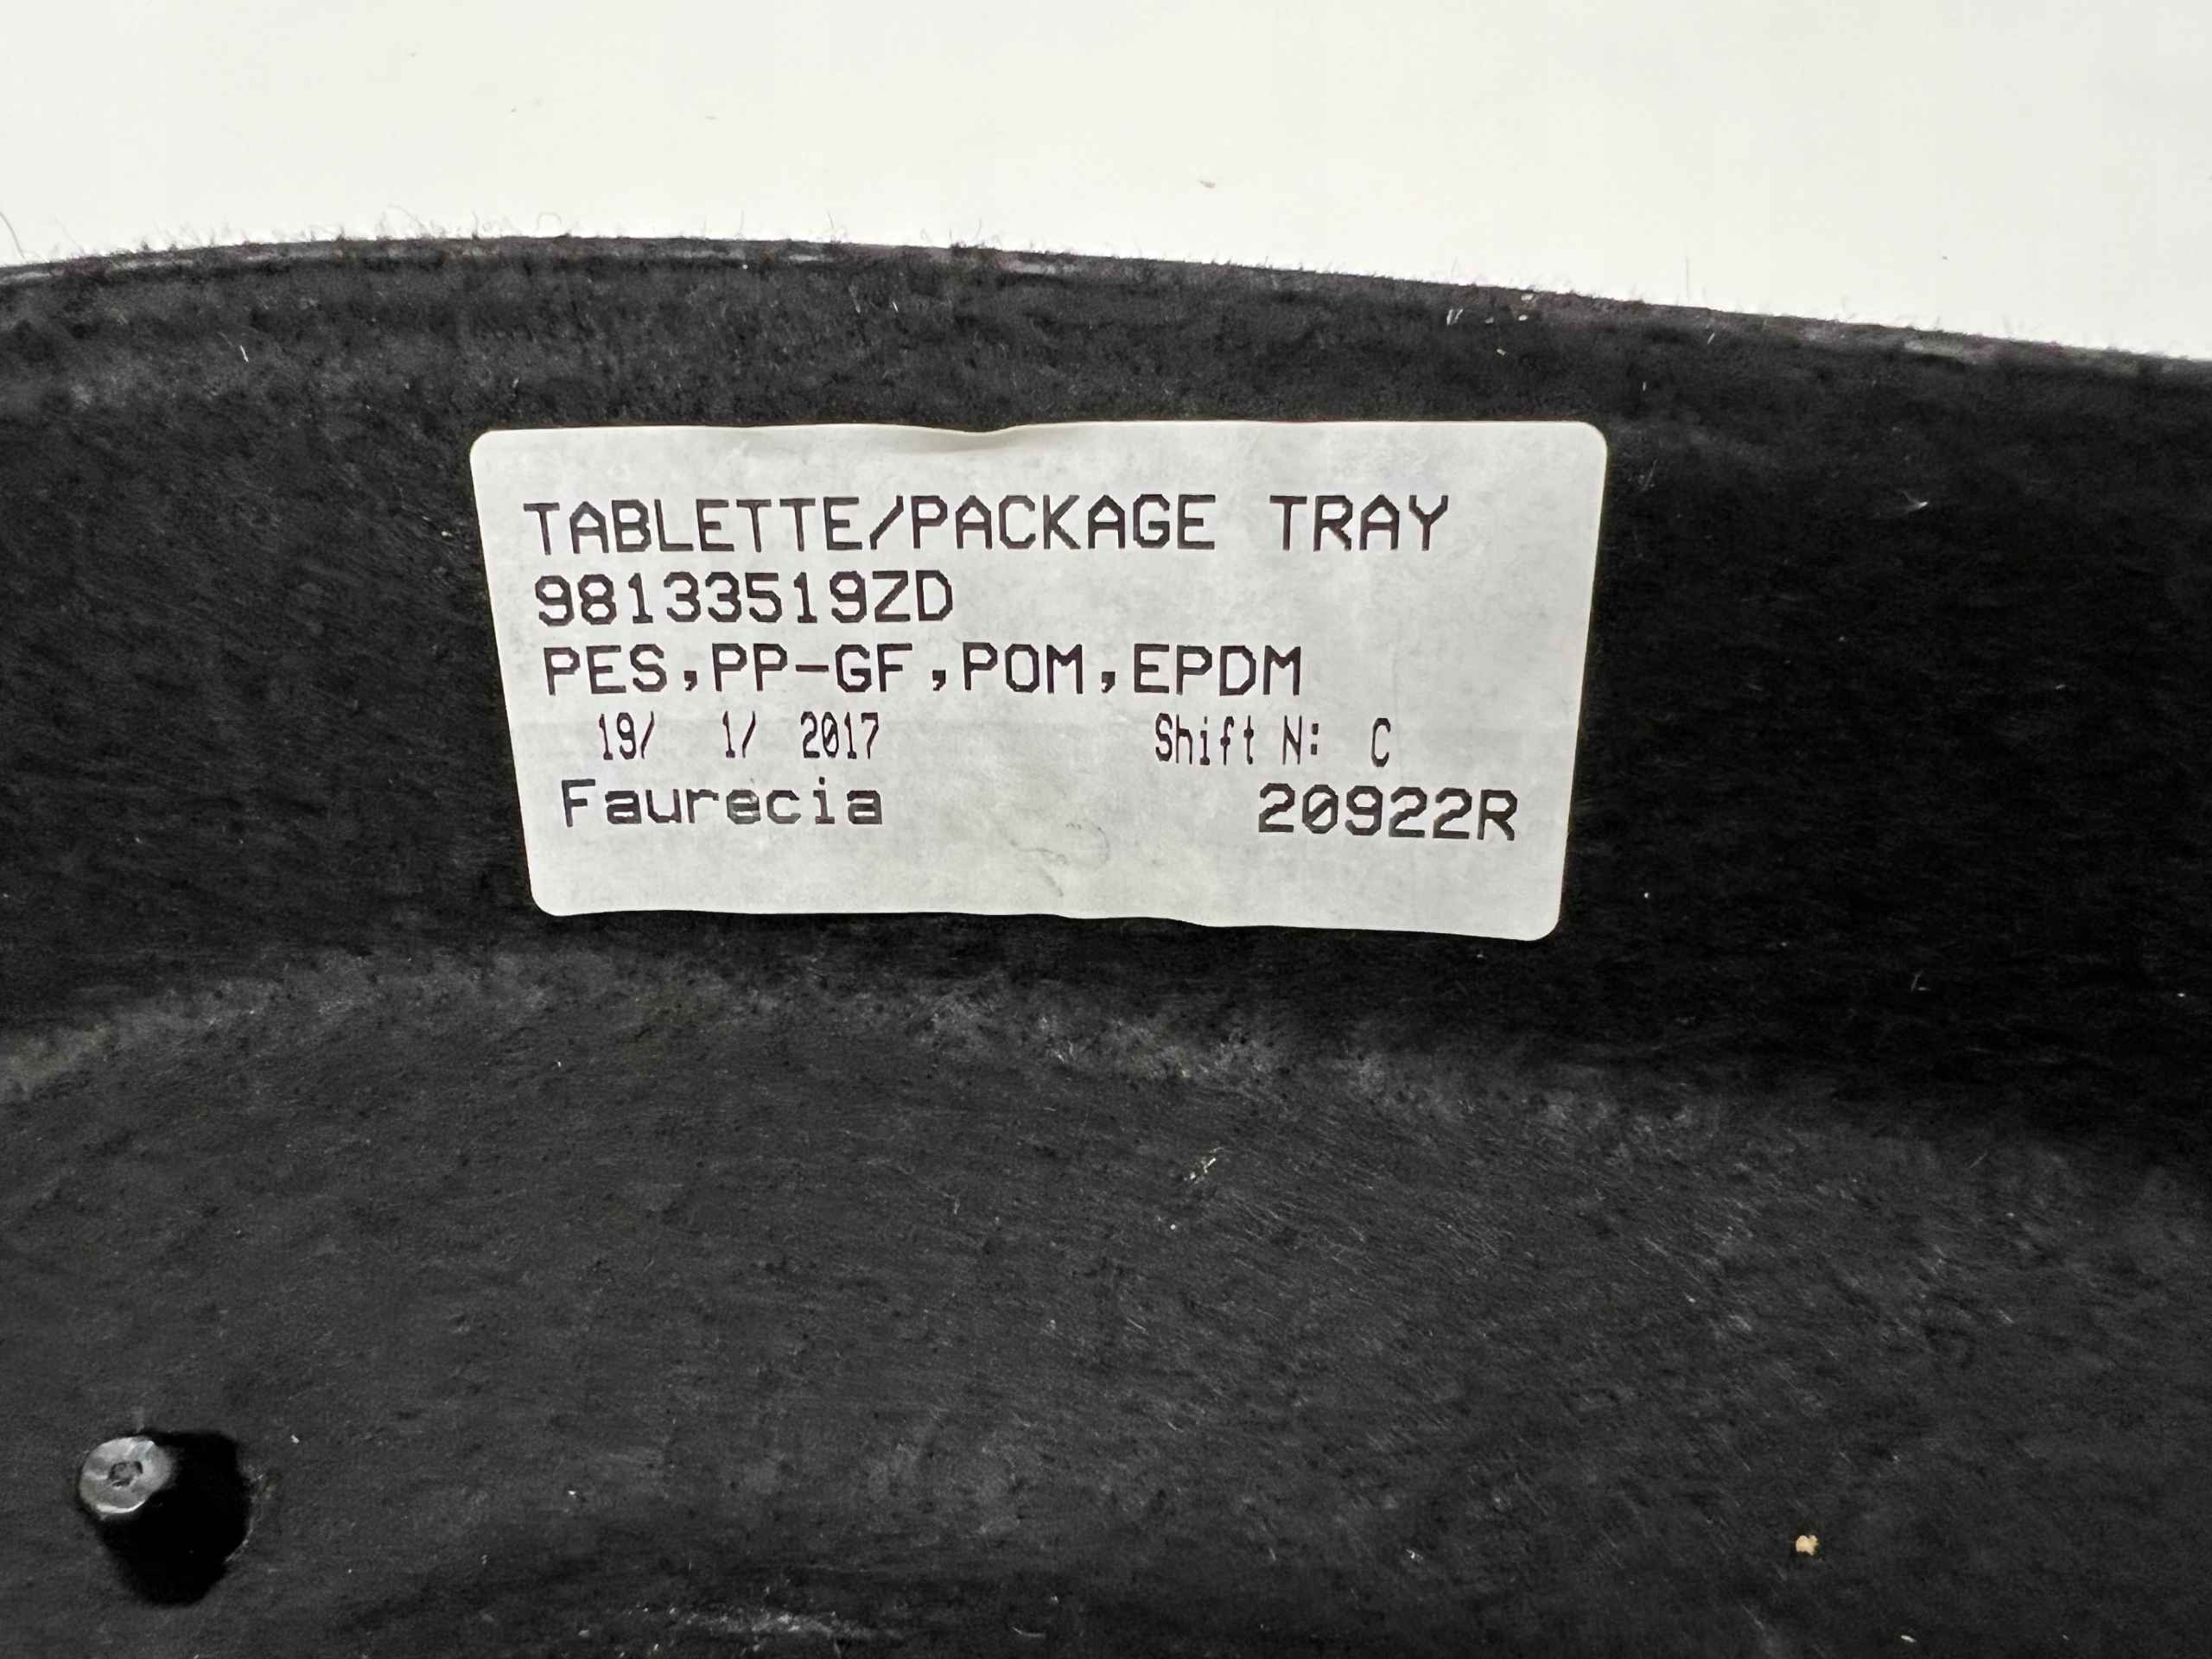 TABLETTE/PACKAGE TRAY
98133519ZD
PES,PP-GF,POM,EPDM
19/ 1/ 2017 Shift N: C
Faurecia 20922R